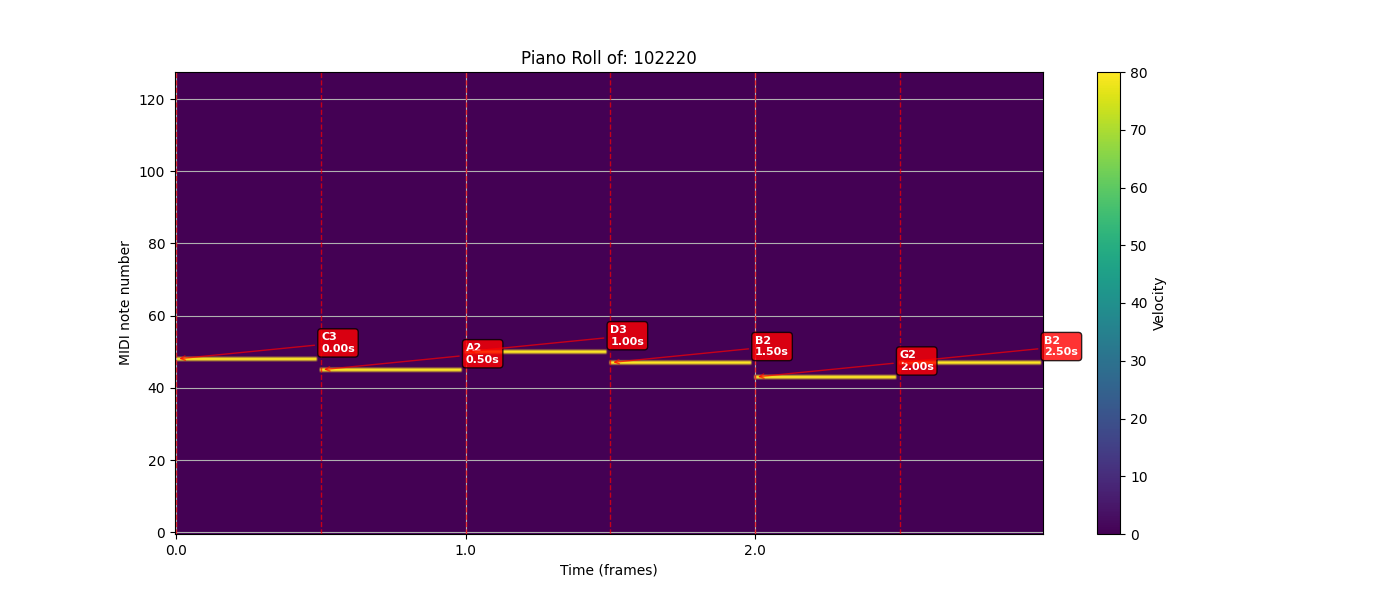 Piano Roll of: 102220
MIDI note number
120
100
80
60
40
20
0
C3
0.00s
A2
0.50s
D3
1.00s
B2
1.50s
G2
2.00s
B2
2.50s
0.0
1.0
2.0
Time (frames)
80
70
60
50
40
30
20
10
0
Velocity